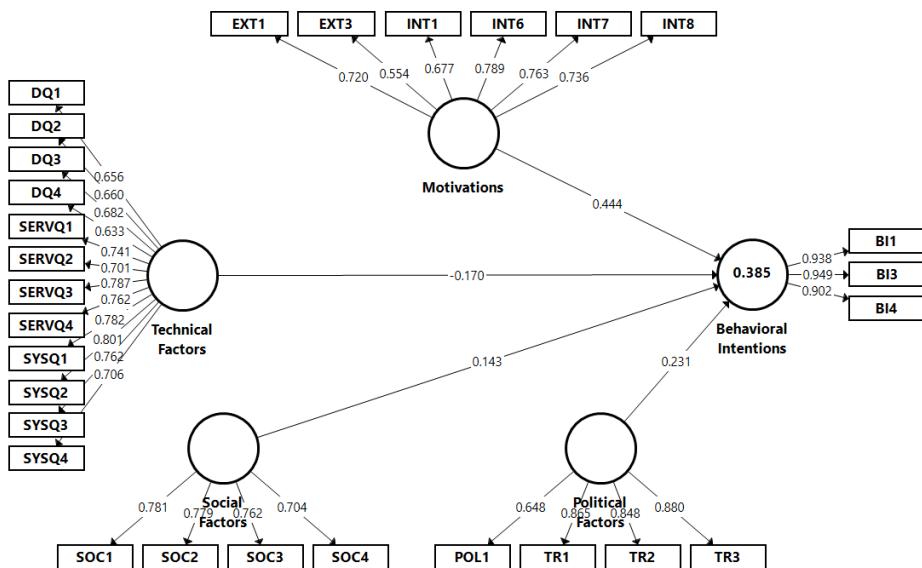 EXT1 EXT3 INT1 INT6 INT7 INT8
0.720 0.554 0.677 0.789 0.763 0.736
Motivations
DQ1
DQ2
DQ3
DQ4
SERVQ1
SERVQ2
SERVQ3
SERVQ4
SYSQ1
SYSQ2
SYSQ3
SYSQ4
0.656
0.660
0.682
0.633
0.741
0.701
0.787
0.762
0.782
0.801
0.762
0.706
Technical
Factors
0.444
-0.170
0.143
0.231
0.385
Behavioral
Intentions
0.938
0.949
0.902
BI1
BI3
BI4
Social
Factors
0.781 0.779 0.762 0.704
SOC1 SOC2 SOC3 SOC4
Political
Factors
0.648 0.865 0.848 0.880
POL1 TR1 TR2 TR3